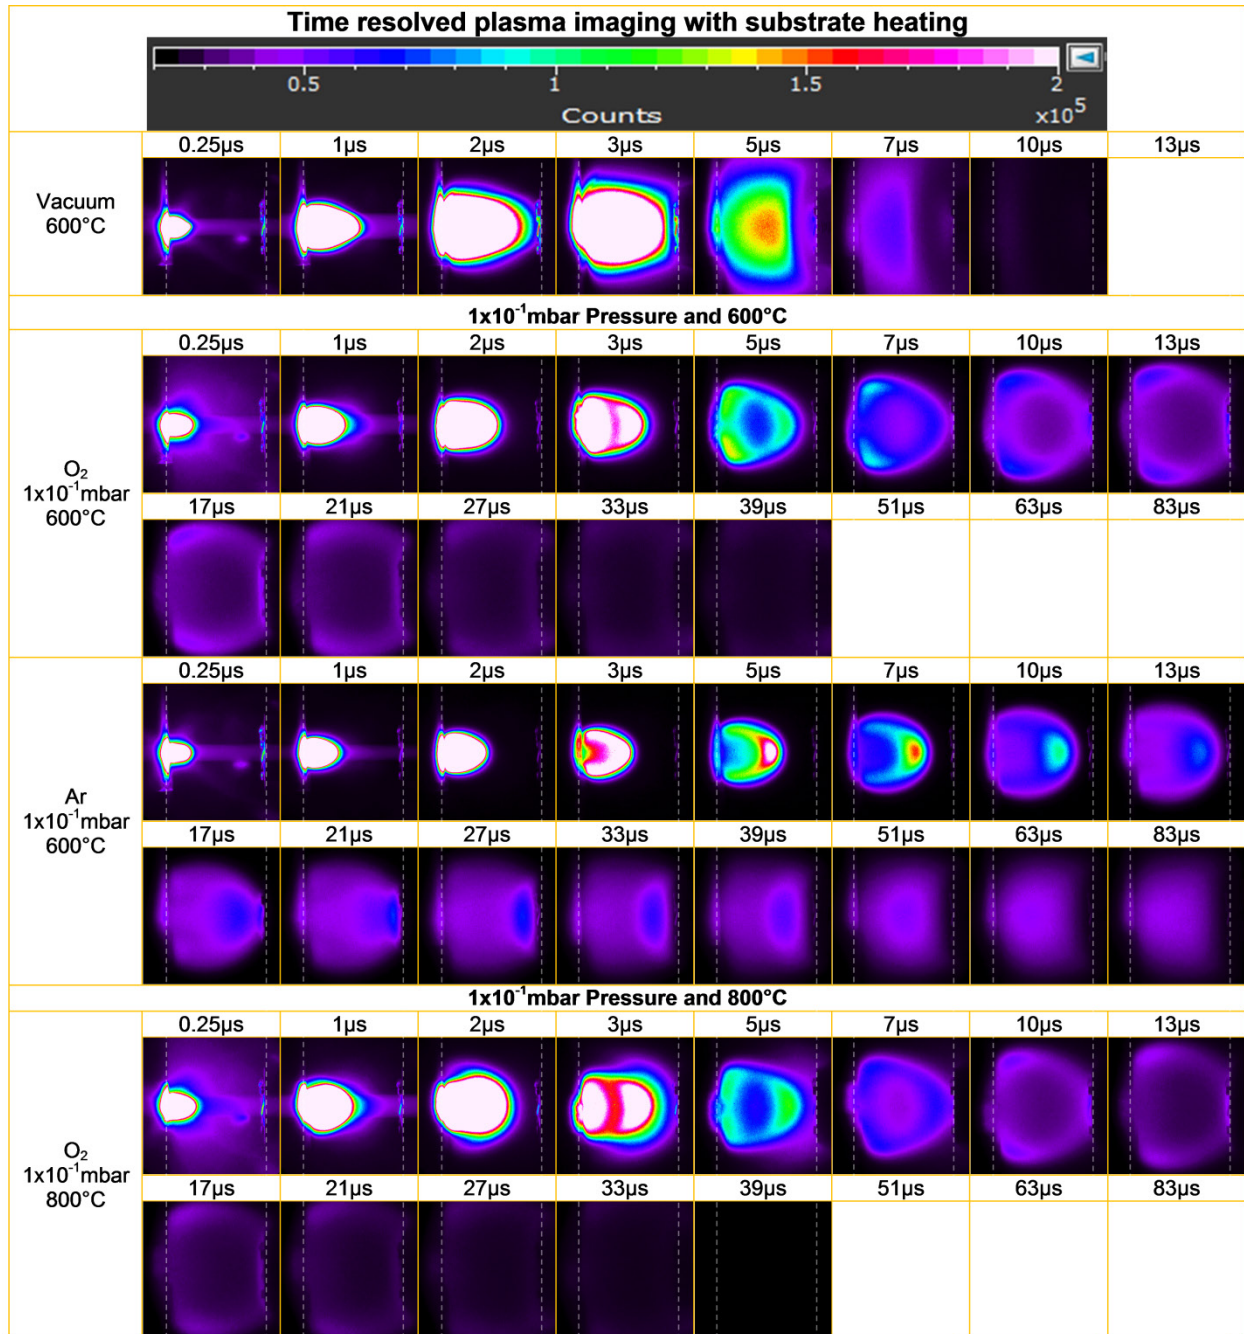 Time resolved plasma imaging with substrate heating
0.5 1 1.5 2
Counts x10⁵
0.25µs 1µs 2µs 3µs 5µs 7µs 10µs 13µs
Vacuum
600°C
1x10⁻¹mbar Pressure and 600°C
0.25µs 1µs 2µs 3µs 5µs 7µs 10µs 13µs
O₂
1x10⁻¹mbar
600°C
17µs 21µs 27µs 33µs 39µs 51µs 63µs 83µs
0.25µs 1µs 2µs 3µs 5µs 7µs 10µs 13µs
Ar
1x10⁻¹mbar
600°C
17µs 21µs 27µs 33µs 39µs 51µs 63µs 83µs
1x10⁻¹mbar Pressure and 800°C
0.25µs 1µs 2µs 3µs 5µs 7µs 10µs 13µs
O₂
1x10⁻¹mbar
800°C
17µs 21µs 27µs 33µs 39µs 51µs 63µs 83µs